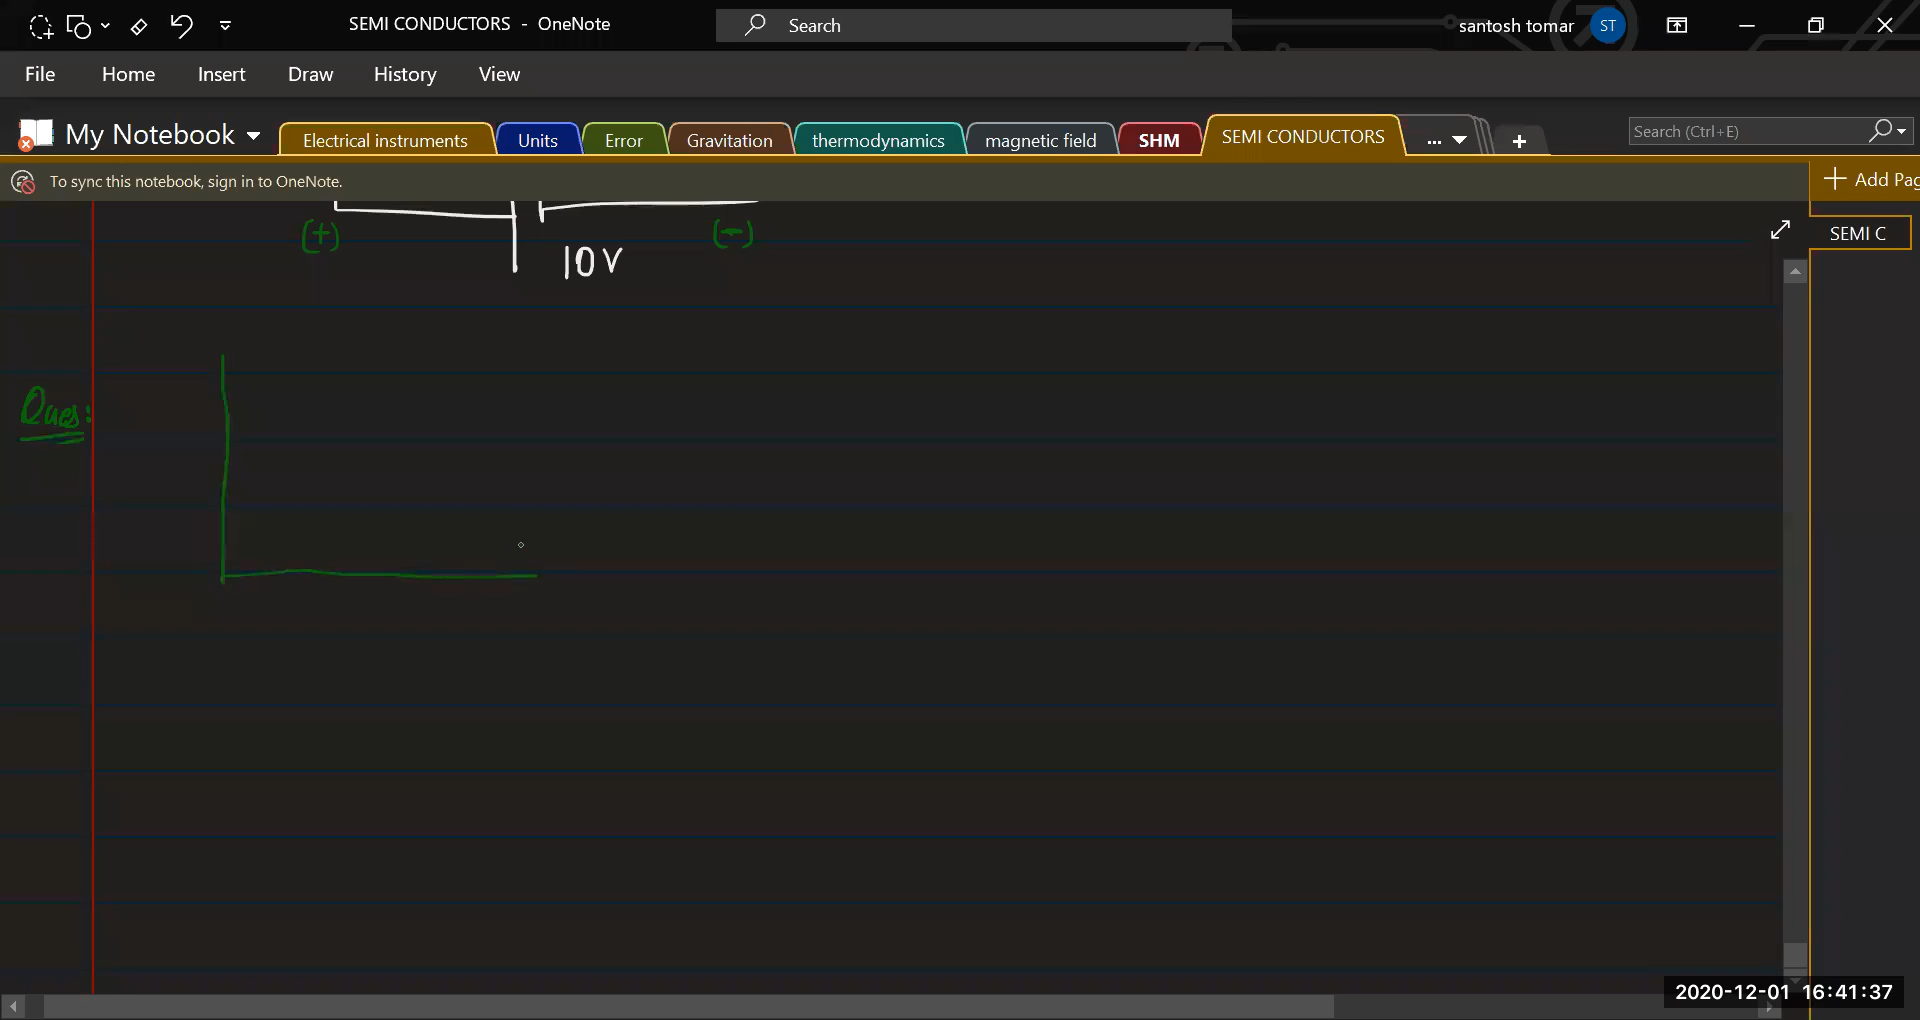 SEMI CONDUCTORS - OneNote
Search
santosh tomar
ST
File Home Insert Draw History View
My Notebook
Electrical instruments Units Error Gravitation thermodynamics magnetic field SHM SEMI CONDUCTORS ... +
Search (Ctrl+E)
To sync this notebook, sign in to OneNote.
+ Add Pag
SEMI C
(+) (-)
10 V
Ques:
2020-12-01 16:41:37